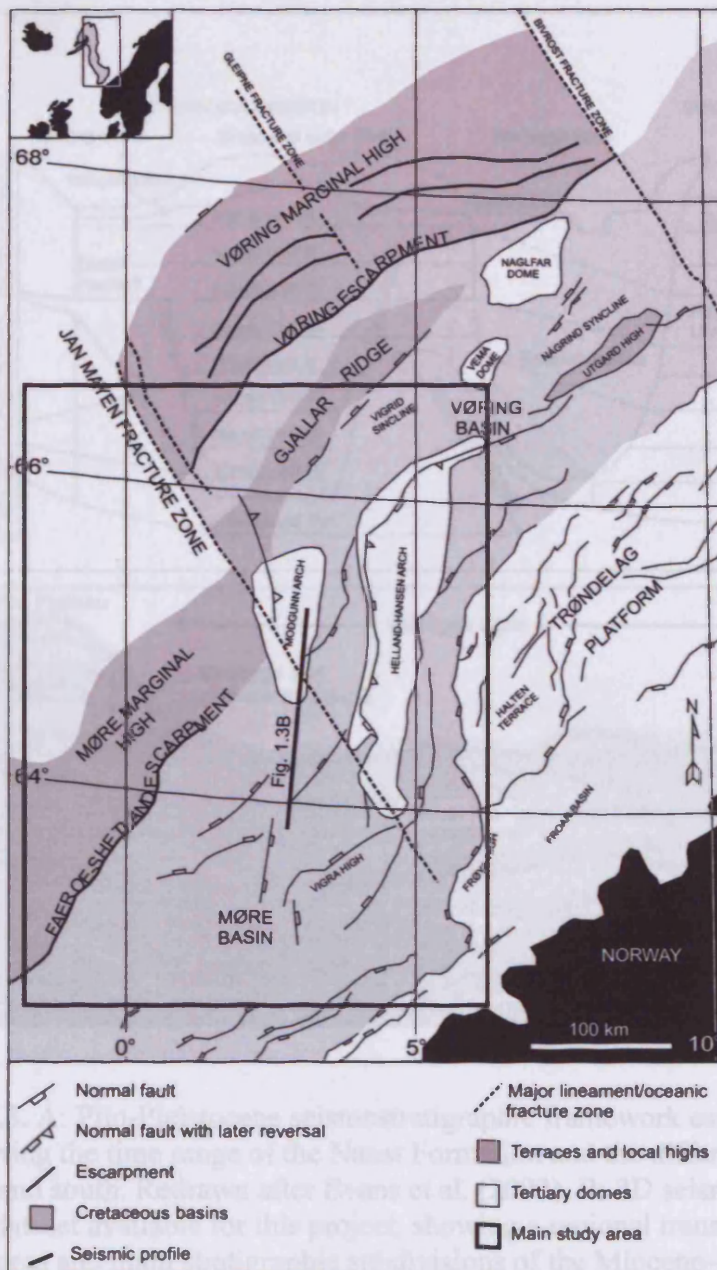 BIVROST FRACTURE ZONE
GLEIPNE FRACTURE ZONE
68°
VØRING MARGINAL HIGH
VØRING ESCARPMENT
NAGLFAR
DOME
NAGRIND SYNCLINE
UTGARD HIGH
JAN MAYEN FRACTURE ZONE
GJALLAR RIDGE
VEMA
DOME
VIGRID
SINCLINE
VØRING
BASIN
66°
HELLAND-HANSEN ARCH
MODGUNN ARCH
TRØNDELAG
PLATFORM
HALTEN
TERRACE
MØRE MARGINAL
HIGH
Fig. 1.3B
N
64°
FAEROE SHETLAND ESCARPMENT
FROAN BASIN
VIGRA HIGH
MØRE
BASIN
NORWAY
100 km
0°
5°
10°
Normal fault
Normal fault with later reversal
Escarpment
Cretaceous basins
Seismic profile
Major lineament/oceanic
fracture zone
Terraces and local highs
Tertiary domes
Main study area